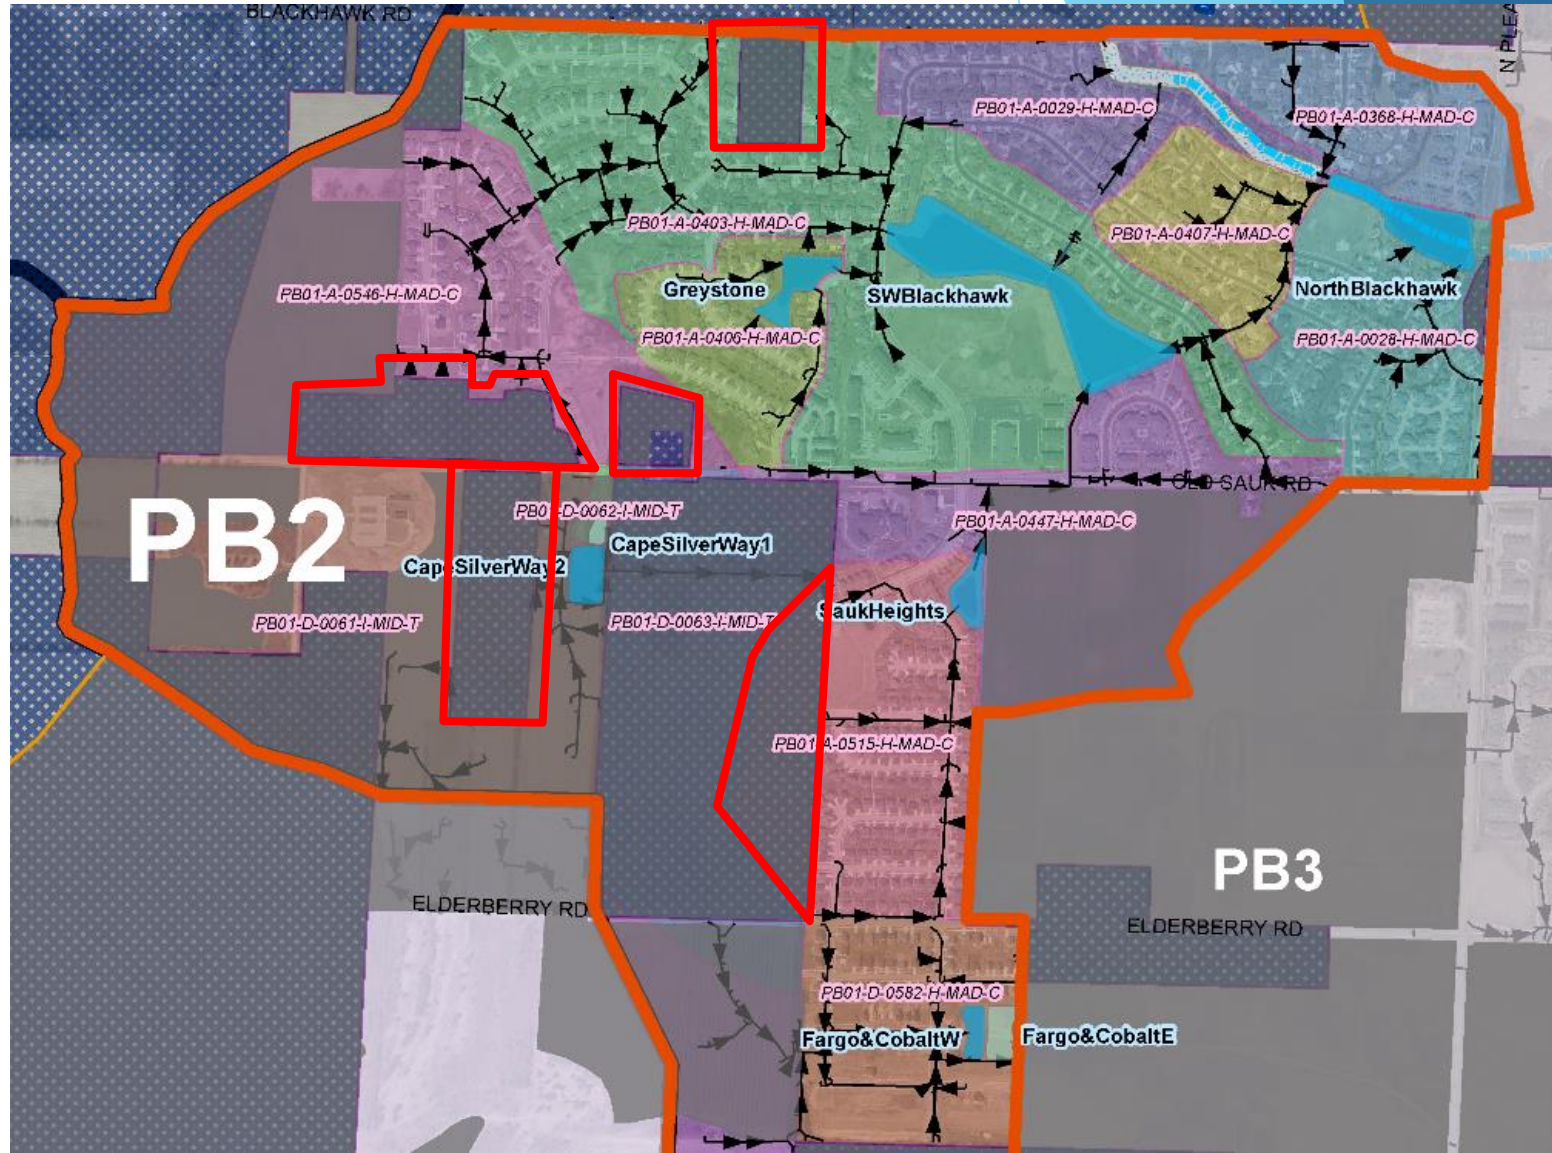 BLACKHAWK RD
N PLEA
PB01-A-0029-H-MAD-C
PB01-A-0368-H-MAD-C
PB01-A-0403-H-MAD-C
PB01-A-0407-H-MAD-C
PB01-A-0546-H-MAD-C
Greystone
SWBlackhawk
NorthBlackhawk
PB01-A-0406-H-MAD-C
PB01-A-0028-H-MAD-C
OLD SAUK RD
PB2
PB01-D-0062-I-MID-T
PB01-A-0447-H-MAD-C
CapeSilverWay1
CapeSilverWay2
SaukHeights
PB01-D-0061-I-MID-T
PB01-D-0063-I-MID-T
PB01-A-0515-H-MAD-C
PB3
ELDERBERRY RD
ELDERBERRY RD
PB01-D-0582-H-MAD-C
Fargo&CobaltW
Fargo&CobaltE